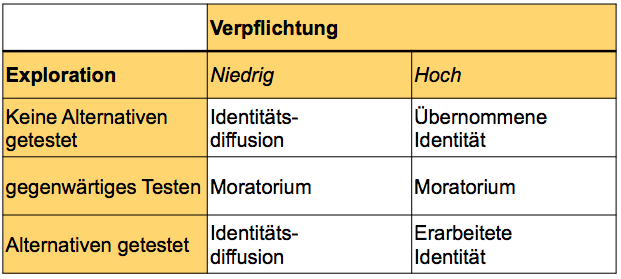 Verpflichtung
Exploration Niedrig Hoch
Keine Alternativen getestet
Identitäts-
diffusion
Übernommene
Identität
gegenwärtiges Testen Moratorium Moratorium
Alternativen getestet
Identitäts-
diffusion
Erarbeitete
Identität